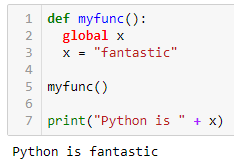 1 def myfunc():
2   global x
3   x = "fantastic"
4
5 myfunc()
6
7 print("Python is " + x)
Python is fantastic